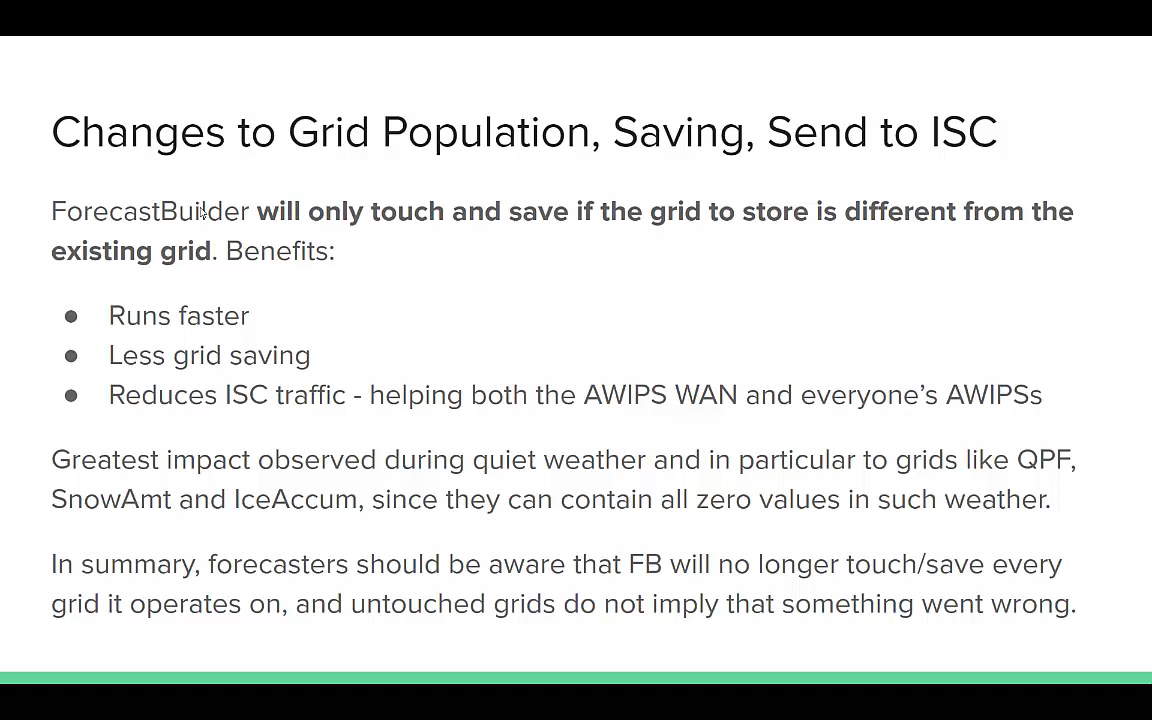 Changes to Grid Population, Saving, Send to ISC
ForecastBuilder will only touch and save if the grid to store is different from the
existing grid. Benefits:
● Runs faster
● Less grid saving
● Reduces ISC traffic - helping both the AWIPS WAN and everyone’s AWIPSs
Greatest impact observed during quiet weather and in particular to grids like QPF,
SnowAmt and IceAccum, since they can contain all zero values in such weather.
In summary, forecasters should be aware that FB will no longer touch/save every
grid it operates on, and untouched grids do not imply that something went wrong.